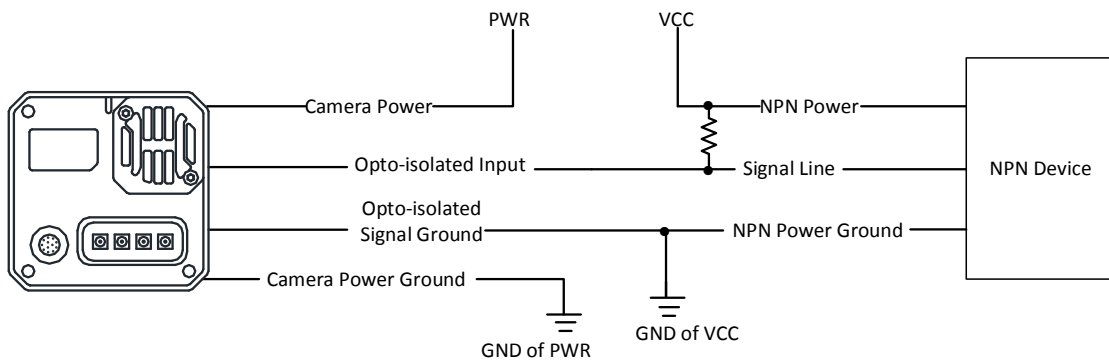 PWR
VCC
Camera Power
NPN Power
Opto-isolated Input
Signal Line
NPN Device
Opto-isolated
Signal Ground
NPN Power Ground
Camera Power Ground
GND of VCC
GND of PWR